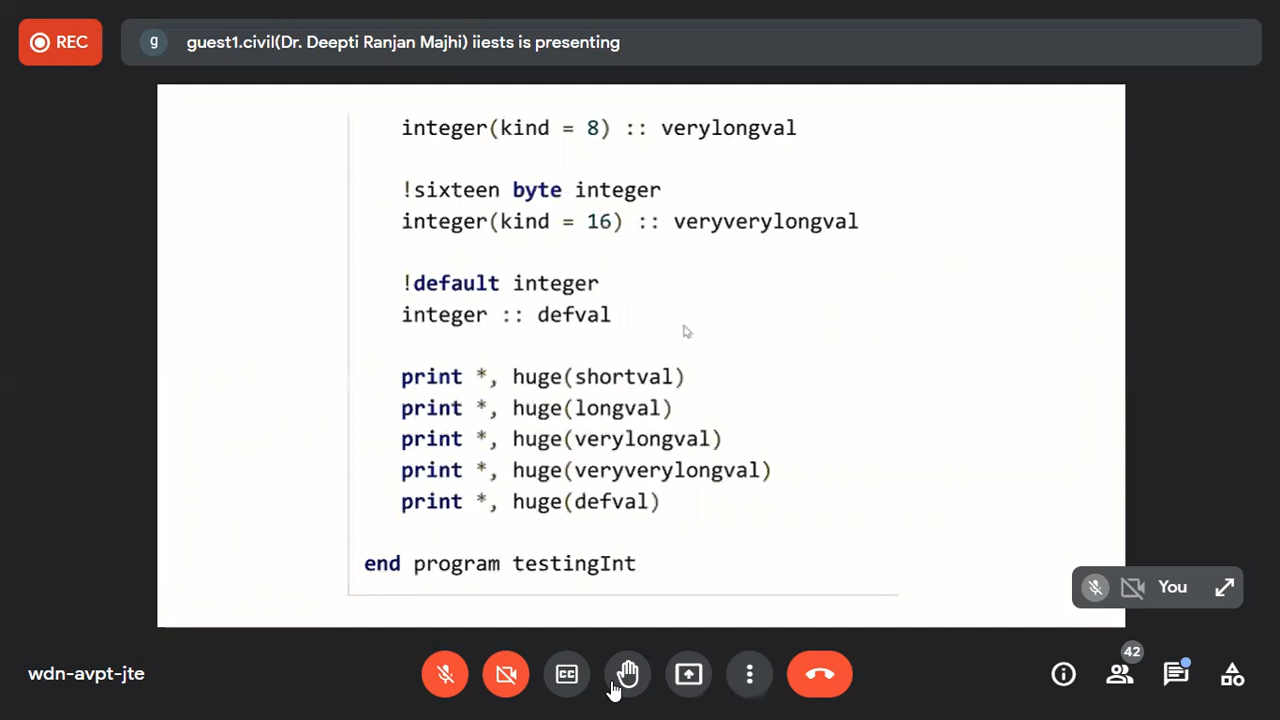 REC
g
guest1.civil(Dr. Deepti Ranjan Majhi) iiests is presenting
integer(kind = 8) :: verylongval
!sixteen byte integer
integer(kind = 16) :: veryverylongval
!default integer
integer :: defval
print *, huge(shortval)
print *, huge(longval)
print *, huge(verylongval)
print *, huge(veryverylongval)
print *, huge(defval)
end program testingInt
You
wdn-avpt-jte
CC
42